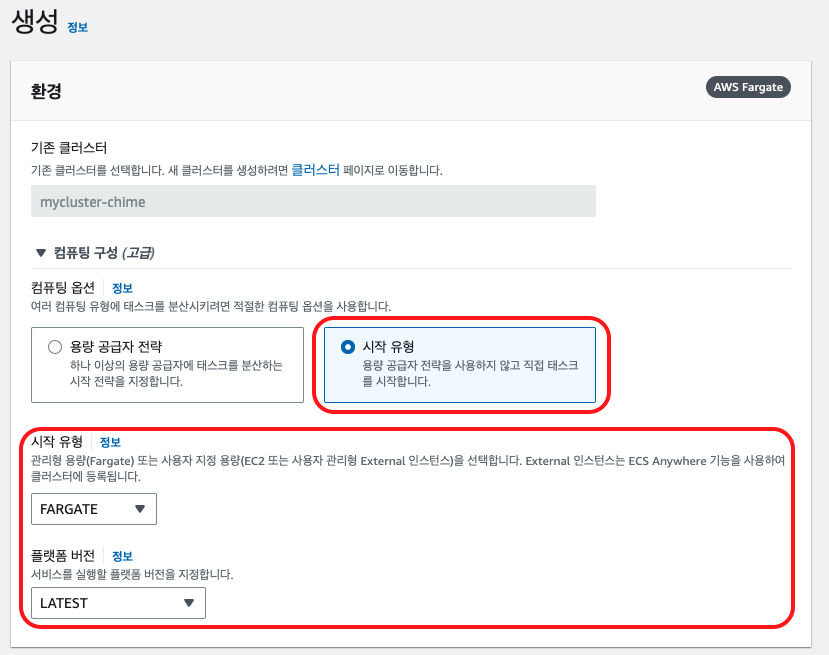 생성 정보
환경
AWS Fargate
기존 클러스터
기존 클러스터를 선택합니다. 새 클러스터를 생성하려면 클러스터 페이지로 이동합니다.
mycluster-chime
컴퓨팅 구성 (고급)
컴퓨팅 옵션 정보
여러 컴퓨팅 유형에 태스크를 분산시키려면 적절한 컴퓨팅 옵션을 사용합니다.
용량 공급자 전략
하나 이상의 용량 공급자에 태스크를 분산하는
시작 전략을 지정합니다.
시작 유형
용량 공급자 전략을 사용하지 않고 직접 태스크
를 시작합니다.
시작 유형 정보
관리형 용량(Fargate) 또는 사용자 지정 용량(EC2 또는 사용자 관리형 External 인스턴스)을 선택합니다. External 인스턴스는 ECS Anywhere 기능을 사용하여
클러스터에 등록됩니다.
FARGATE
플랫폼 버전 정보
서비스를 실행할 플랫폼 버전을 지정합니다.
LATEST